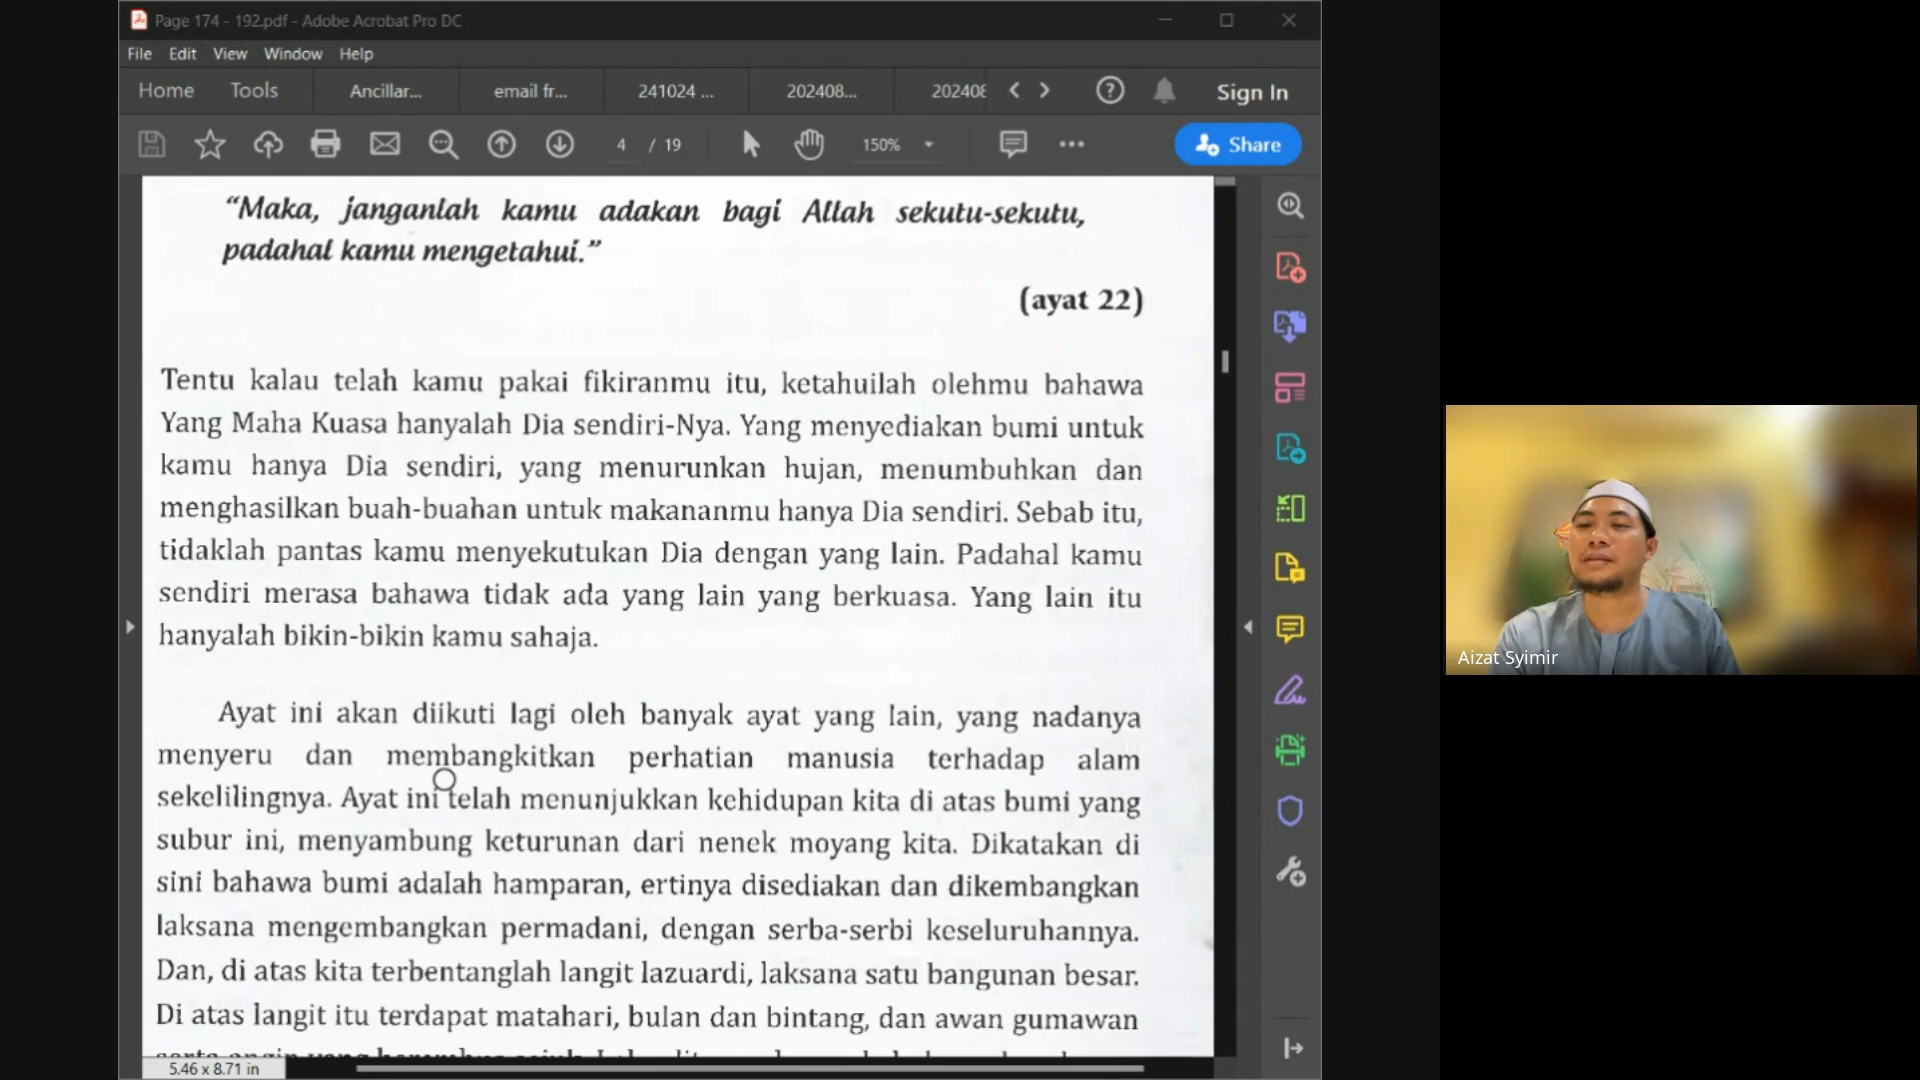 Page 174 - 192.pdf - Adobe Acrobat Pro DC
File Edit View Window Help
Home Tools Ancillar... email fr... 241024 ... 202408... 202408 Sign In
4 / 19 150% Share
“Maka, janganlah kamu adakan bagi Allah sekutu-sekutu,
padahal kamu mengetahui.”
(ayat 22)
Tentu kalau telah kamu pakai fikiranmu itu, ketahuilah olehmu bahawa
Yang Maha Kuasa hanyalah Dia sendiri-Nya. Yang menyediakan bumi untuk
kamu hanya Dia sendiri, yang menurunkan hujan, menumbuhkan dan
menghasilkan buah-buahan untuk makananmu hanya Dia sendiri. Sebab itu,
tidaklah pantas kamu menyekutukan Dia dengan yang lain. Padahal kamu
sendiri merasa bahawa tidak ada yang lain yang berkuasa. Yang lain itu
hanyalah bikin-bikin kamu sahaja.
Ayat ini akan diikuti lagi oleh banyak ayat yang lain, yang nadanya
menyeru dan membangkitkan perhatian manusia terhadap alam
sekelilingnya. Ayat ini telah menunjukkan kehidupan kita di atas bumi yang
subur ini, menyambung keturunan dari nenek moyang kita. Dikatakan di
sini bahawa bumi adalah hamparan, ertinya disediakan dan dikembangkan
laksana mengembangkan permadani, dengan serba-serbi keseluruhannya.
Dan, di atas kita terbentanglah langit lazuardi, laksana satu bangunan besar.
Di atas langit itu terdapat matahari, bulan dan bintang, dan awan gumawan
5.46 x 8.71 in
Aizat Syimir